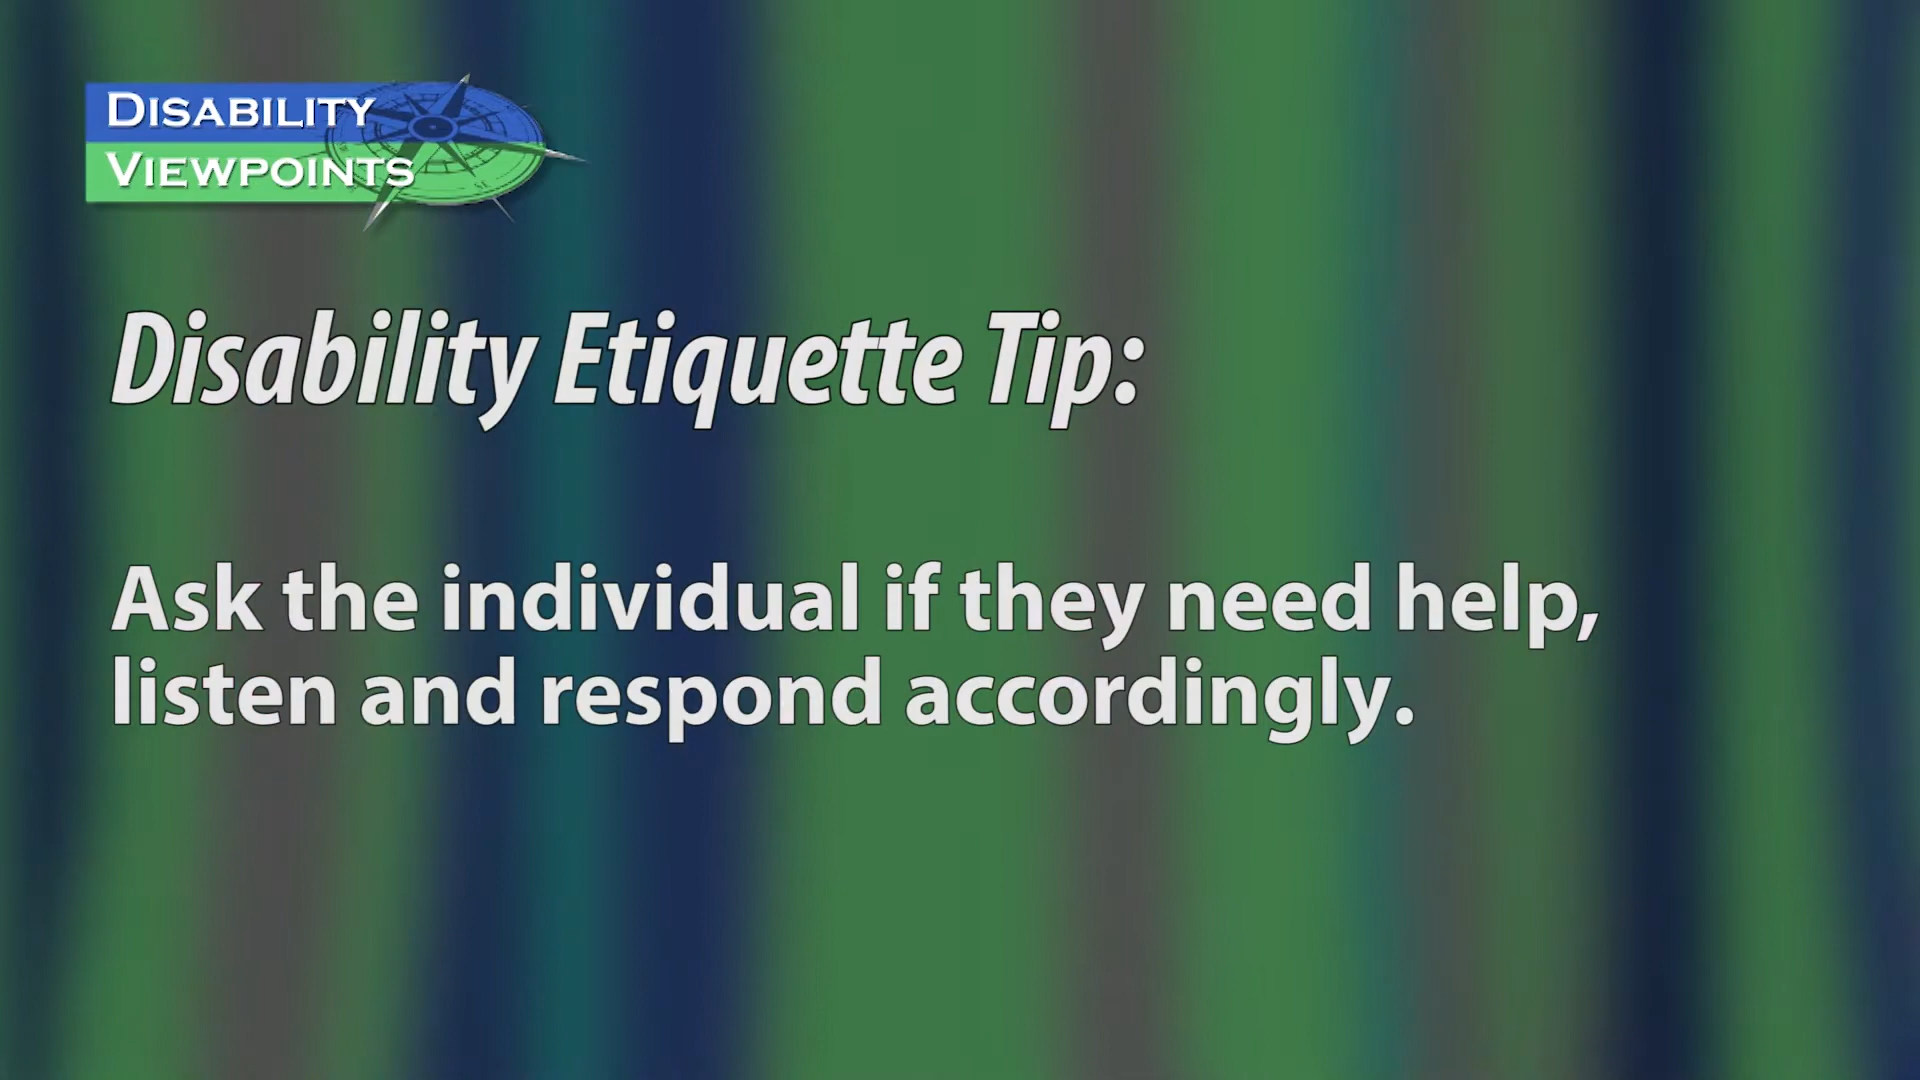 Disability
Viewpoints
Disability Etiquette Tip:
Ask the individual if they need help,
listen and respond accordingly.